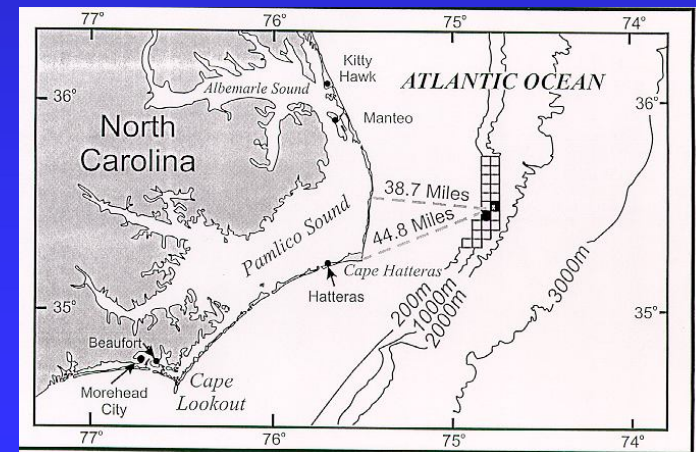 77°
76°
75°
74°
Kitty
Hawk
ATLANTIC OCEAN
Albemarle Sound
36°
36°
Manteo
North
Carolina
38.7 Miles
44.8 Miles
Pamlico Sound
Cape Hatteras
Hatteras
200m
1000m
2000m
3000m
35°
35°
Beaufort
Morehead
City
Cape
Lookout
77°
76°
75°
74°